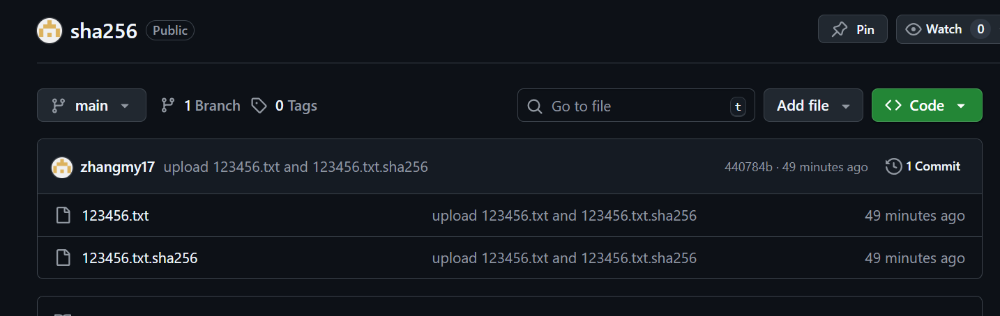 sha256 Public Pin Watch 0
main 1 Branch 0 Tags Go to file t Add file Code
zhangmy17 upload 123456.txt and 123456.txt.sha256 440784b · 49 minutes ago 1 Commit
123456.txt upload 123456.txt and 123456.txt.sha256 49 minutes ago
123456.txt.sha256 upload 123456.txt and 123456.txt.sha256 49 minutes ago